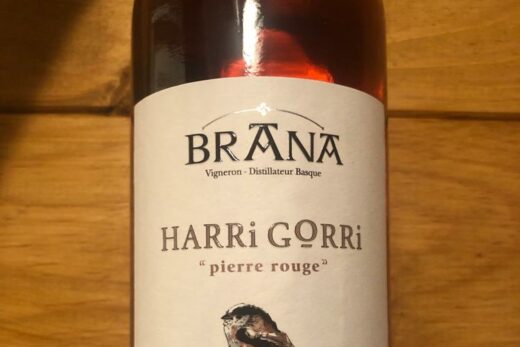 BRANA
Vigneron - Distillateur Basque
HARRi GORRi
“pierre rouge”